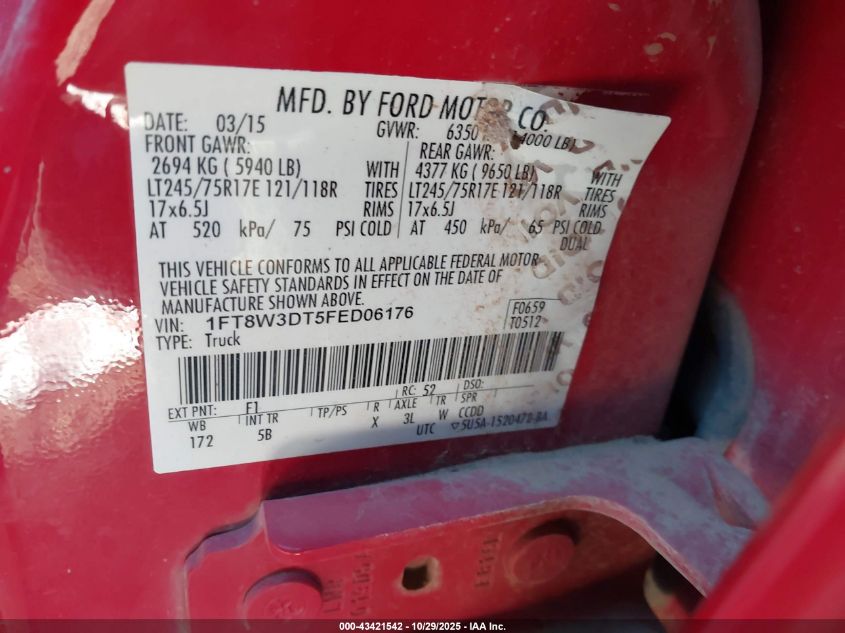 MFD. BY FORD MOTOR CO.
DATE: 03/15 GVWR: 6350
FRONT GAWR: REAR GAWR:
2694 KG ( 5940 LB) WITH 4377 KG ( 9650 LB) WITH
LT245/75R17E 121/118R TIRES LT245/75R17E 121/118R TIRES
17x6.5J RIMS 17x6.5J RIMS
AT 520 kPa/ 75 PSI COLD AT 450 kPa/ 65 PSI COLD
DUAL
THIS VEHICLE CONFORMS TO ALL APPLICABLE FEDERAL MOTOR
VEHICLE SAFETY STANDARDS IN EFFECT ON THE DATE OF
MANUFACTURE SHOWN ABOVE.
VIN: 1FT8W3DT5FED06176 F0659
TYPE: Truck T0512
RC: 52 DSO:
EXT PNT: F1 TP/PS R AXLE TR SPR
WB INT TR X 3L W CCDD
172 5B UTC
000-43421542 / 10/29/2025 - IAA Inc.